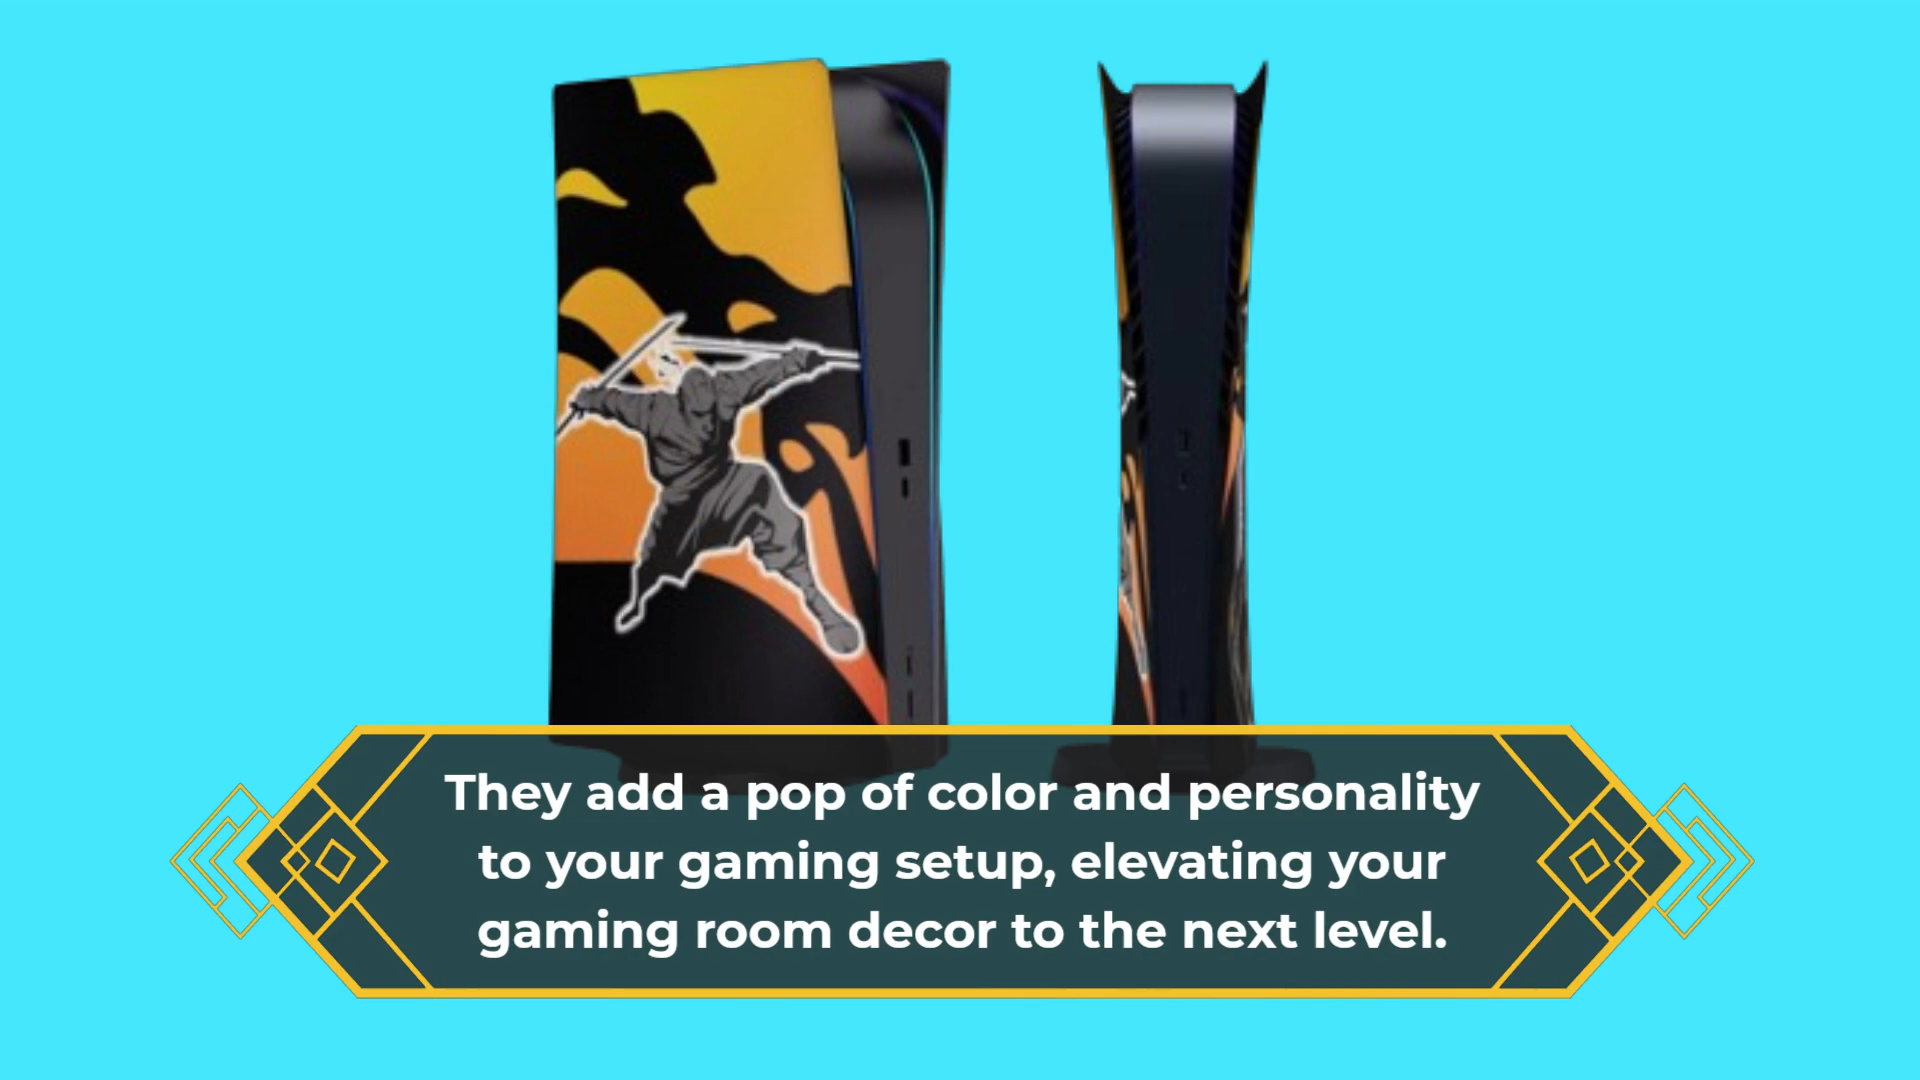 They add a pop of color and personality
to your gaming setup, elevating your
gaming room decor to the next level.